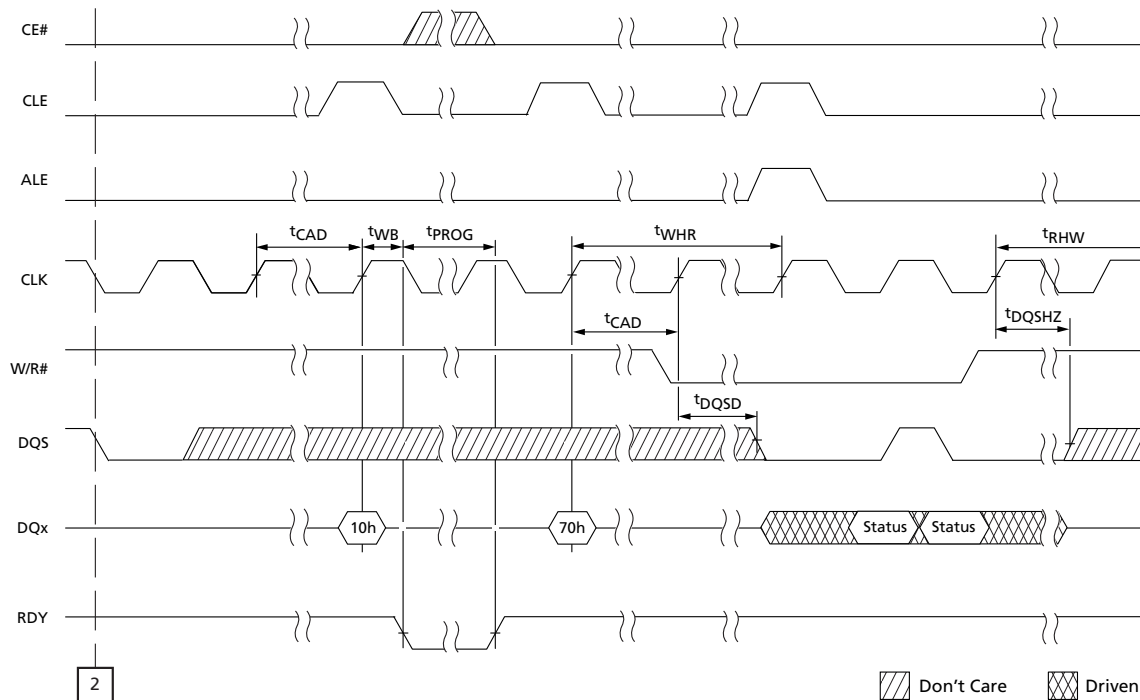 CE#
CLE
ALE
tCAD tWB tPROG tWHR tRHW
CLK
tCAD tDQSHZ
W/R#
tDQSD
DQS
DQx 10h 70h Status Status
RDY
2 Don't Care Driven